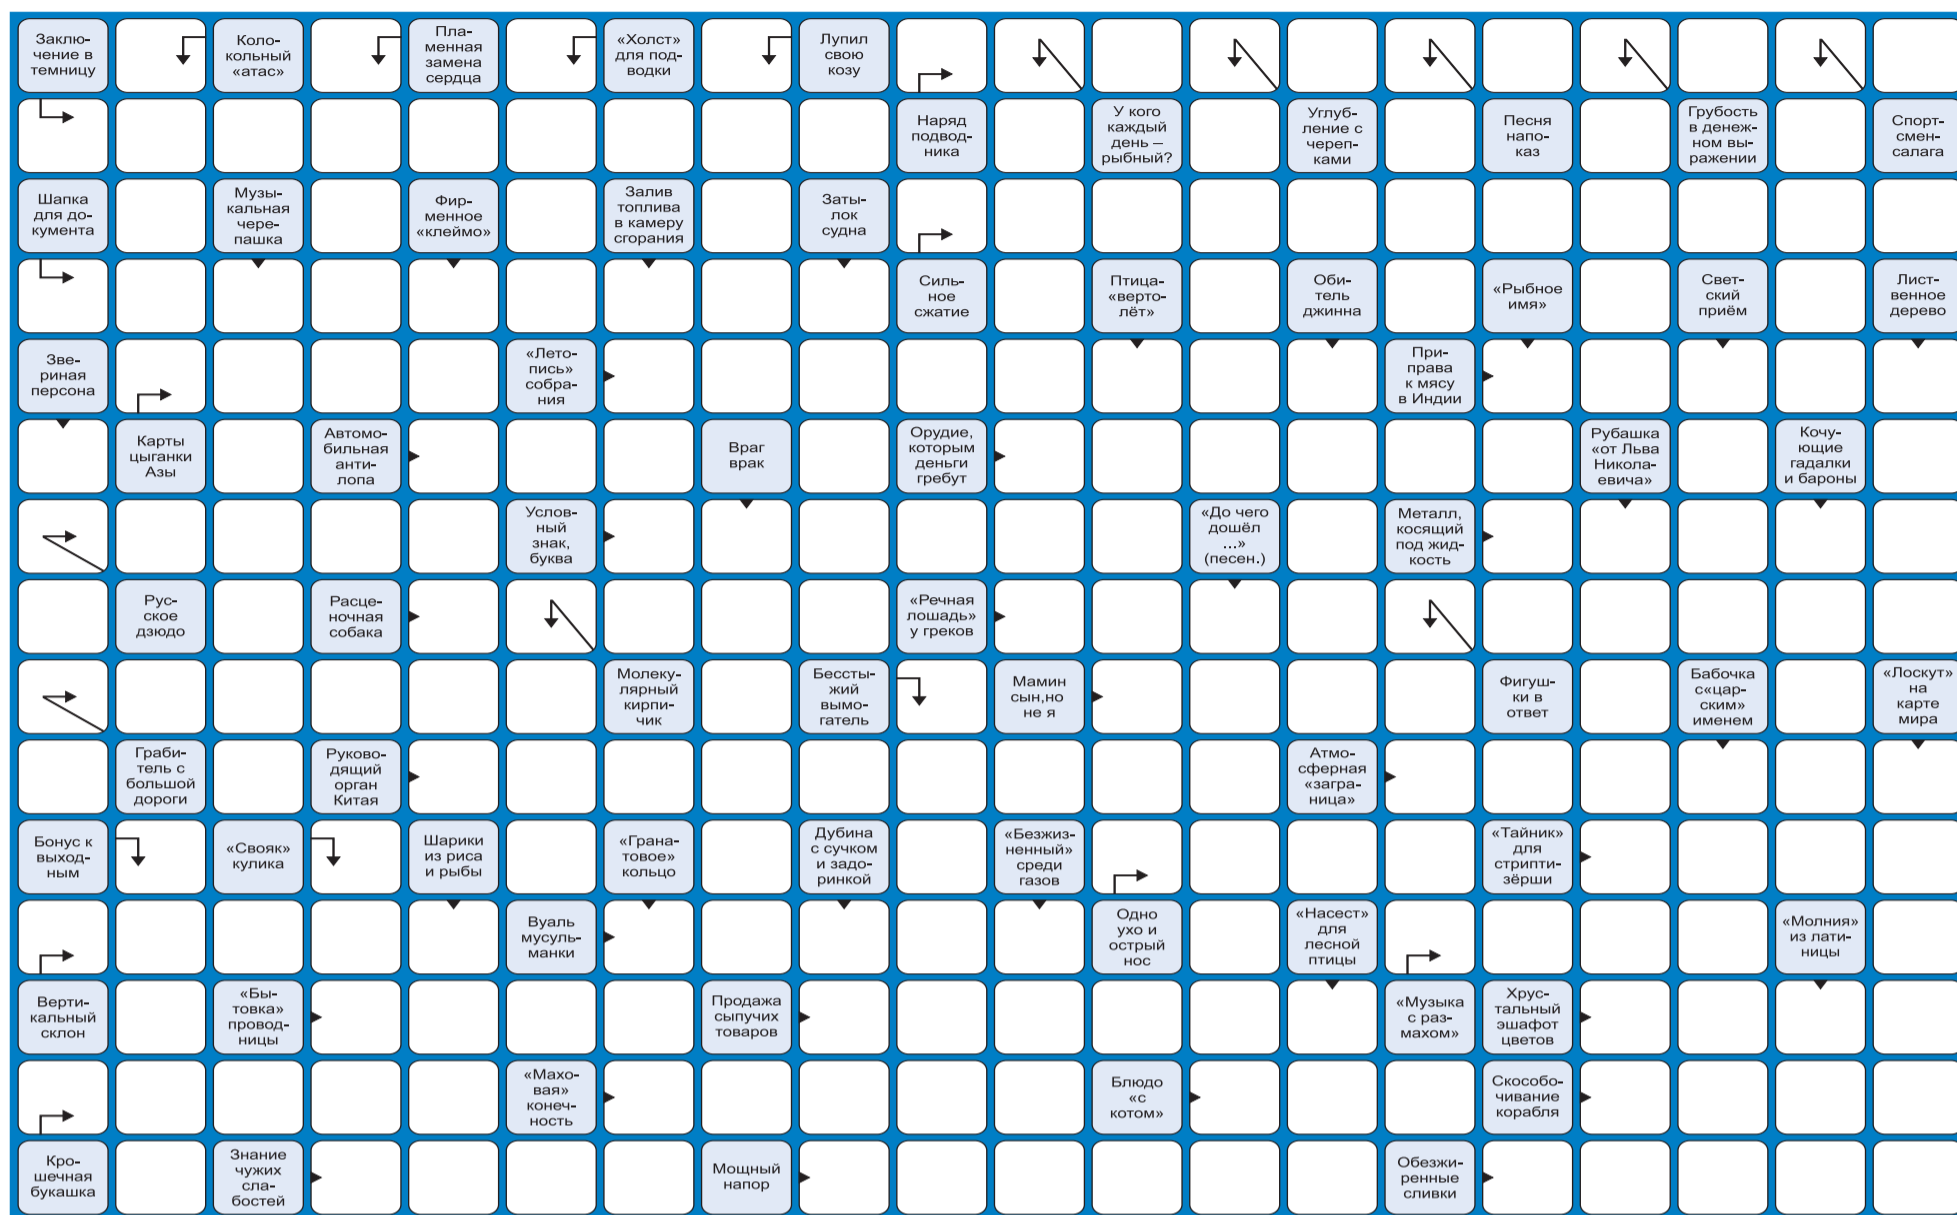 Заклю-
чение в
темницу
Коло-
кольный
«атас»
Пла-
менная
замена
сердца
«Холст»
для под-
водки
Лупил
свою
козу
Наряд
подвод-
ника
У кого
каждый
день –
рыбный?
Углуб-
ление с
череп-
ками
Песня
напо-
каз
Грубость
в денеж-
ном вы-
ражении
Спорт-
смен-
салага
Шапка
для до-
кумента
Музы-
кальная
чере-
пашка
Фир-
менное
«клеймо»
Залив
топлива
в камеру
сгорания
Заты-
лок
судна
Силь-
ное
сжатие
Птица-
«верто-
лёт»
Оби-
тель
джинна
«Рыбное
имя»
Свет-
ский
приём
Лист-
венное
дерево
Зве-
риная
персона
«Лето-
пись»
собра-
ния
При-
права
к мясу
в Индии
Карты
цыганки
Азы
Автомо-
бильная
анти-
лопа
Враг
врак
Орудие,
которым
деньги
гребут
Рубашка
«от Льва
Никола-
евича»
Кочу-
ющие
гадалки
и бароны
Услов-
ный
знак,
буква
«До чего
дошёл
...»
(песен.)
Металл,
косящий
под жид-
кость
Рус-
ское
дзюдо
Расце-
ночная
собака
«Речная
лошадь»
у греков
Молеку-
лярный
кирпи-
чик
Бессты-
жий
вымо-
гатель
Мамин
сын,но
не я
Фигуш-
ки в
ответ
Бабочка
с«цар-
ским»
именем
«Лоскут»
на
карте
мира
Граби-
тель с
большой
дороги
Руково-
дящий
орган
Китая
Атмо-
сферная
«загра-
ница»
Бонус к
выход-
ным
«Свояк»
кулика
Шарики
из риса
и рыбы
«Грана-
товое»
кольцо
Дубина
с сучком
и задо-
ринкой
«Безжиз-
ненный»
среди
газов
«Тайник»
для
стрипти-
зёрши
Вуаль
мусуль-
манки
Одно
ухо и
острый
нос
«Насест»
для
лесной
птицы
«Молния»
из лати-
ницы
Верти-
кальный
склон
«Бы-
товка»
провод-
ницы
Продажа
сыпучих
товаров
«Музыка
с раз-
махом»
Хрус-
тальный
эшафот
цветов
«Махо-
вая»
конеч-
ность
Блюдо
«с
котом»
Скособо-
чивание
корабля
Кро-
шечная
букашка
Знание
чужих
сла-
бостей
Мощный
напор
Обезжи-
ренные
сливки